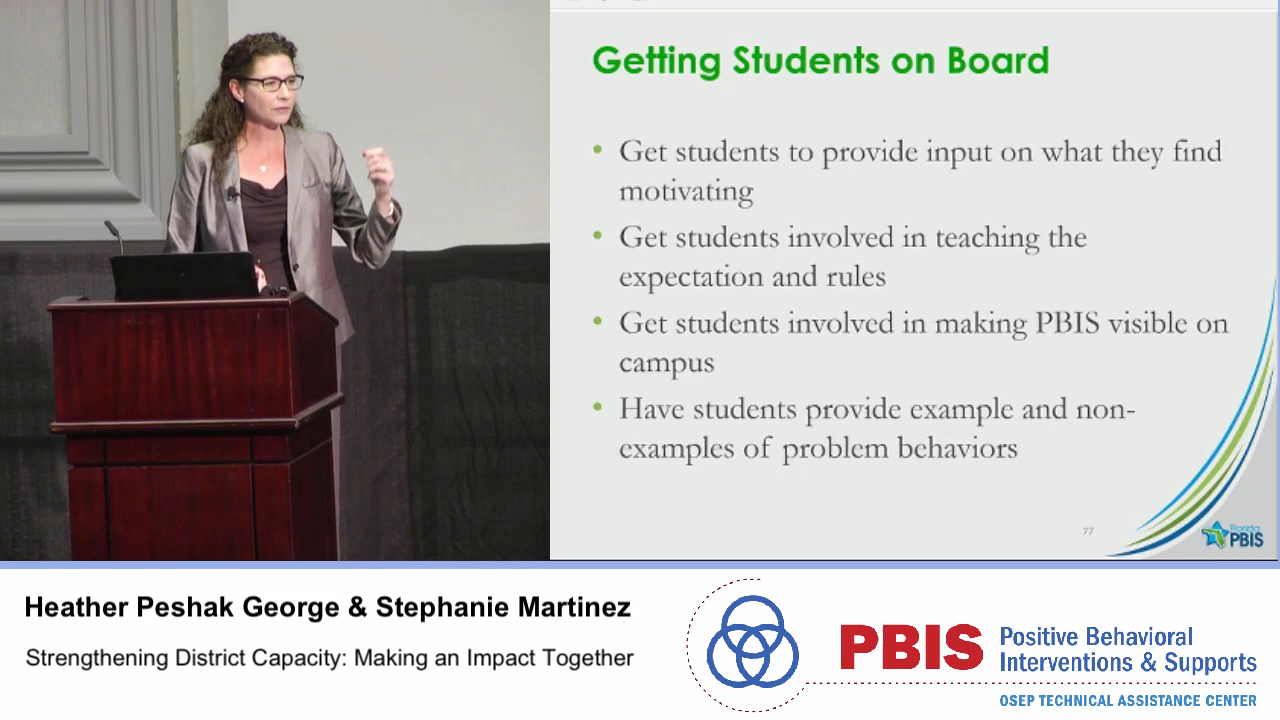 Getting Students on Board
• Get students to provide input on what they find
motivating
• Get students involved in teaching the
expectation and rules
• Get students involved in making PBIS visible on
campus
• Have students provide example and non-
examples of problem behaviors
77
Florida
PBIS
Heather Peshak George & Stephanie Martinez
Strengthening District Capacity: Making an Impact Together
PBIS
Positive Behavioral
Interventions & Supports
OSEP TECHNICAL ASSISTANCE CENTER